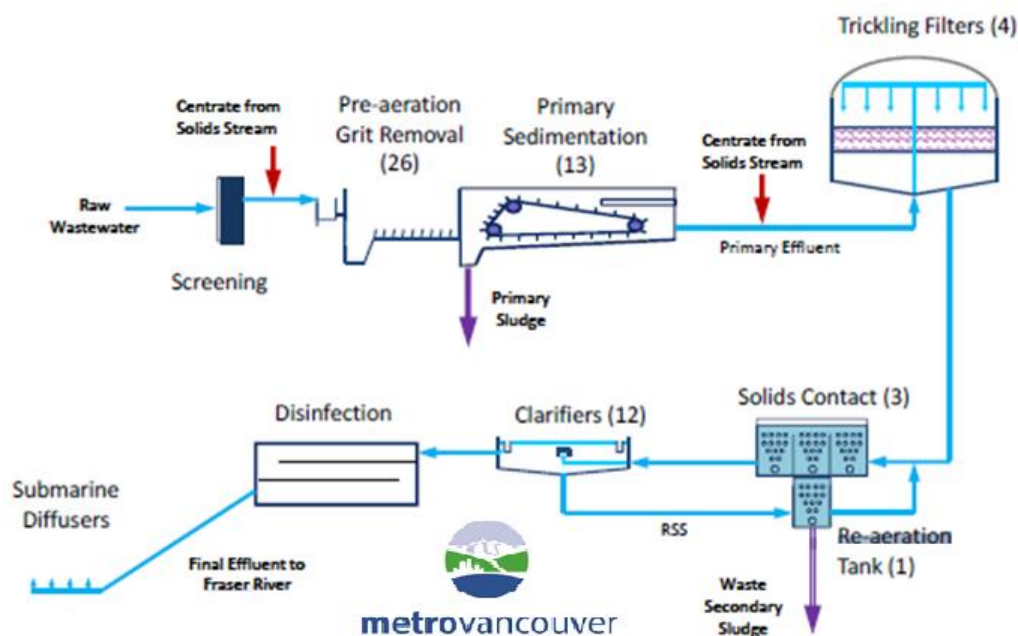 Trickling Filters (4)
Centrate from
Solids Stream
Pre-aeration
Grit Removal
(26)
Primary
Sedimentation
(13)
Centrate from
Solids Stream
Raw
Wastewater
Screening
Primary Effluent
Primary
Sludge
Solids Contact (3)
Disinfection
Clarifiers (12)
Submarine
Diffusers
RSS
Re-aeration
Tank (1)
Final Effluent to
Fraser River
Waste
Secondary
Sludge
metrovancouver